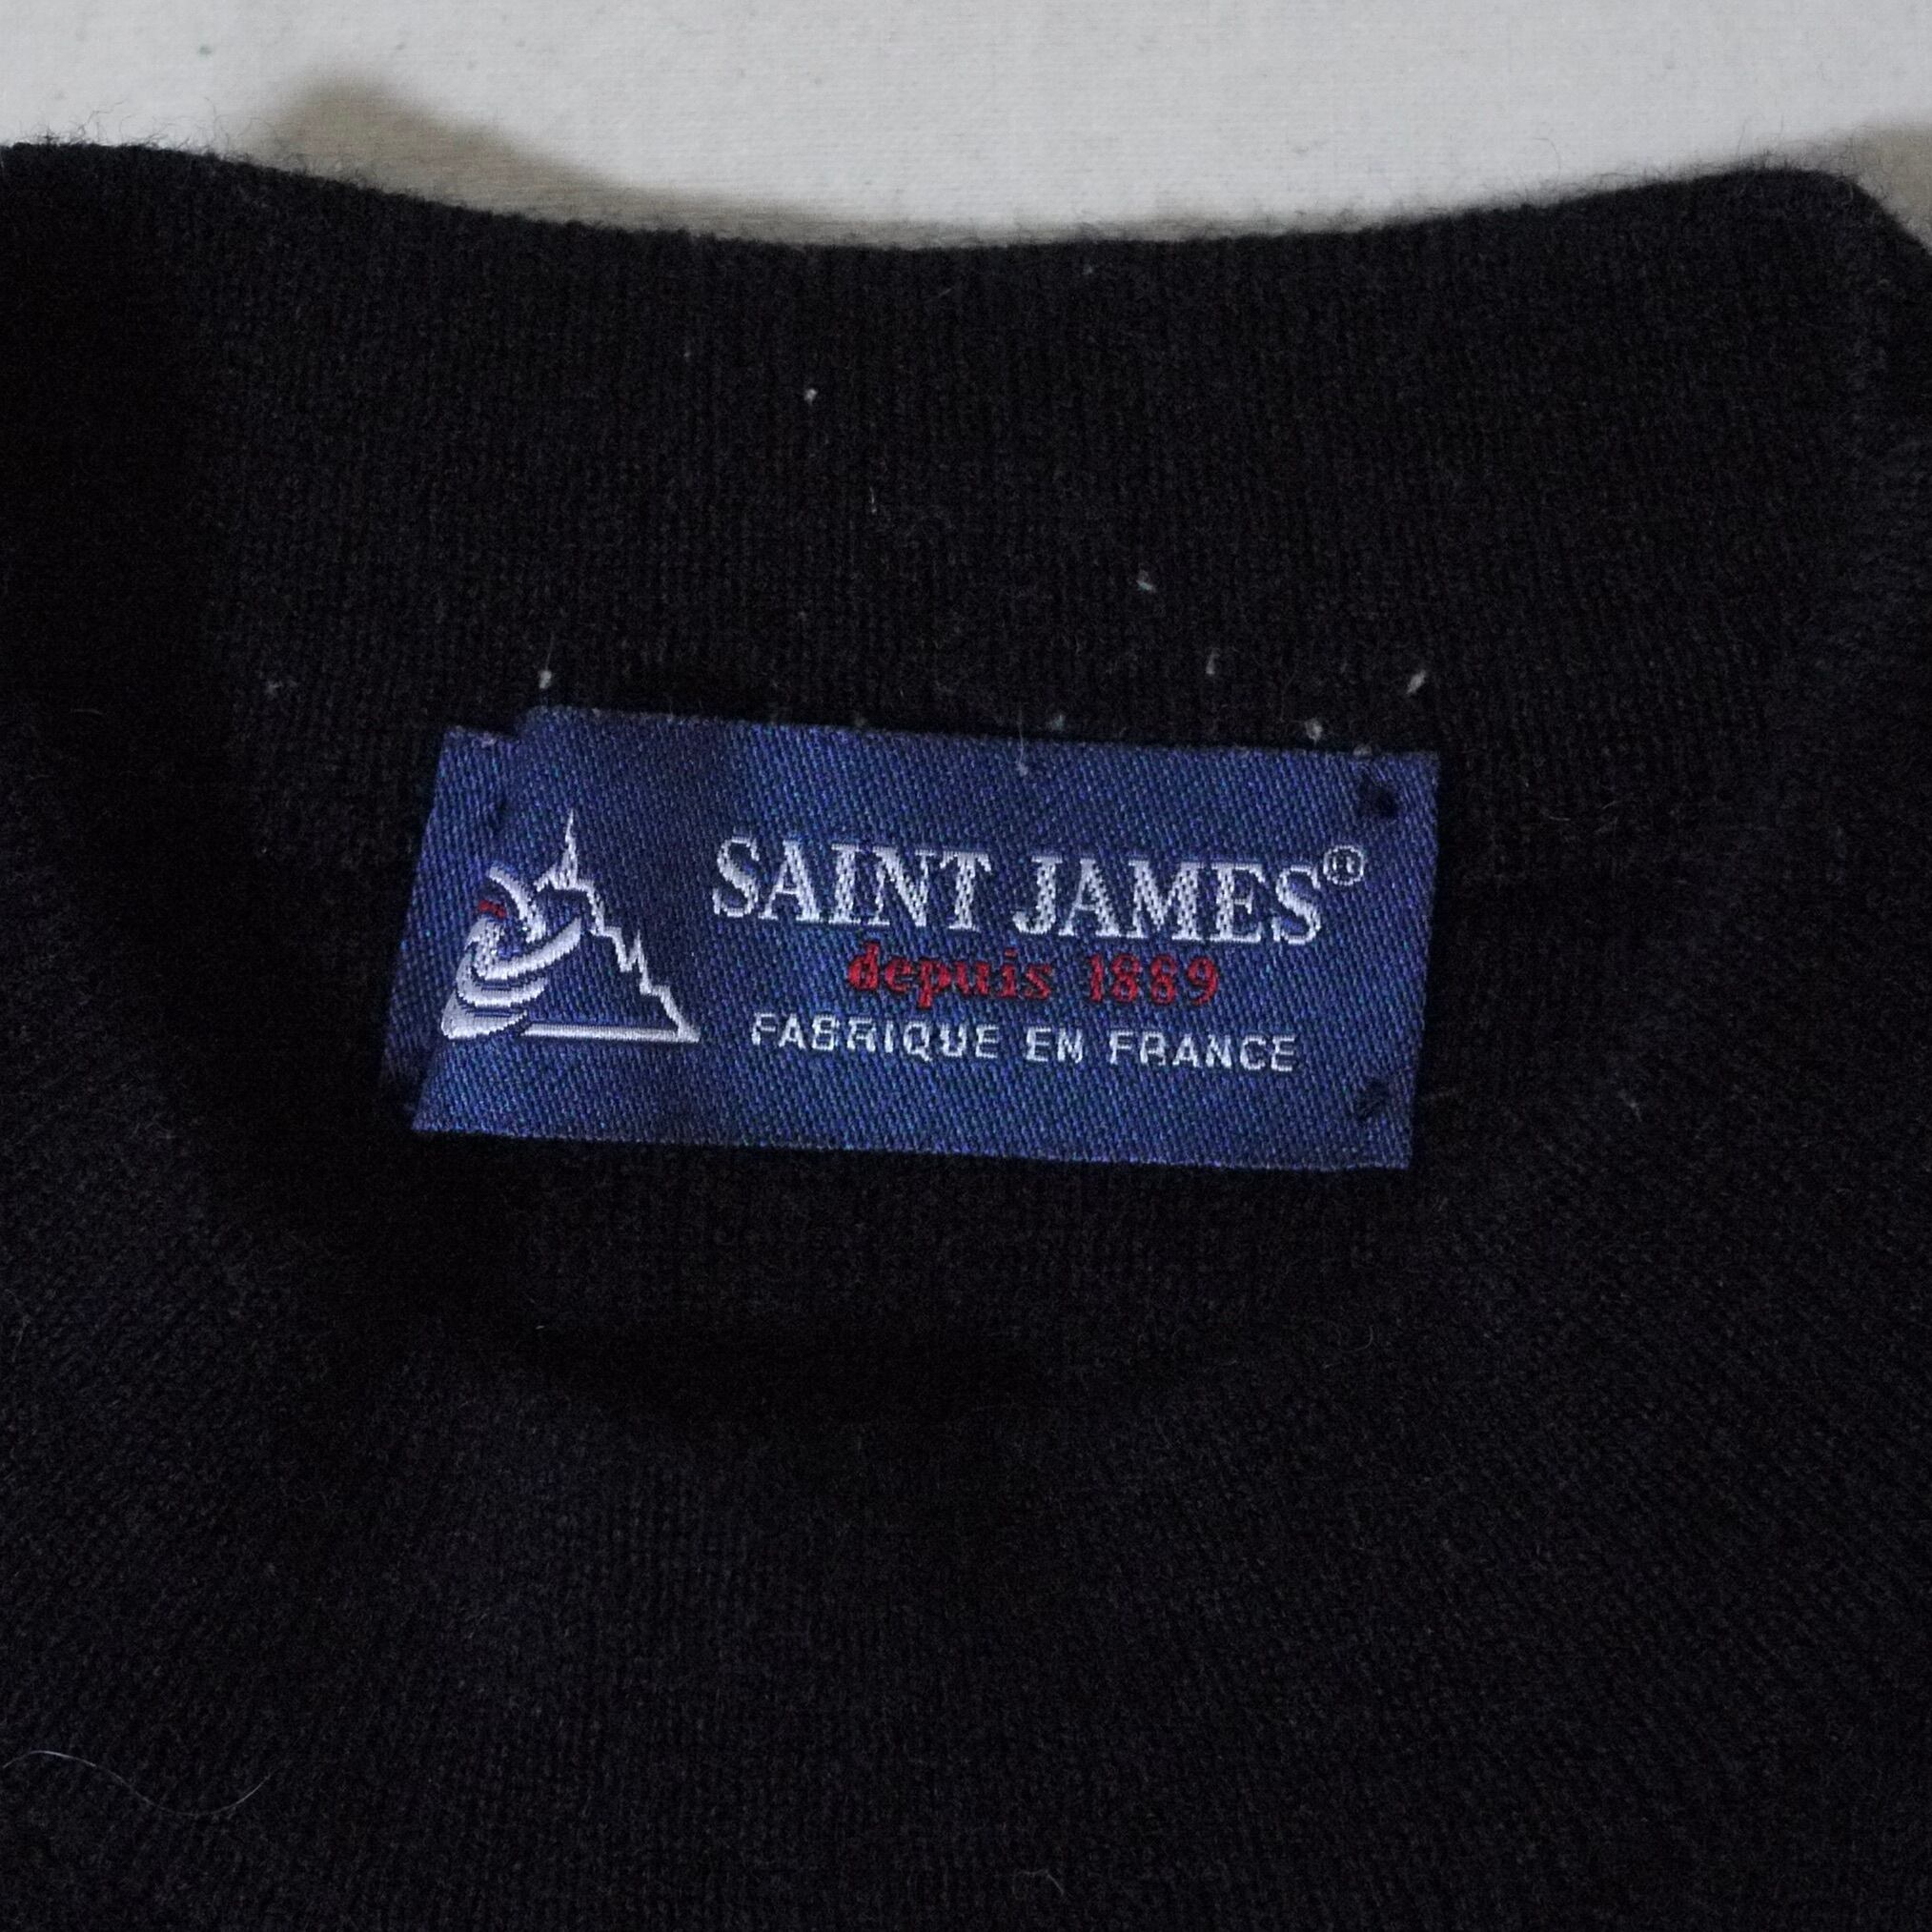 SAINT JAMES®
depuis 1889
FABRIQUE EN FRANCE